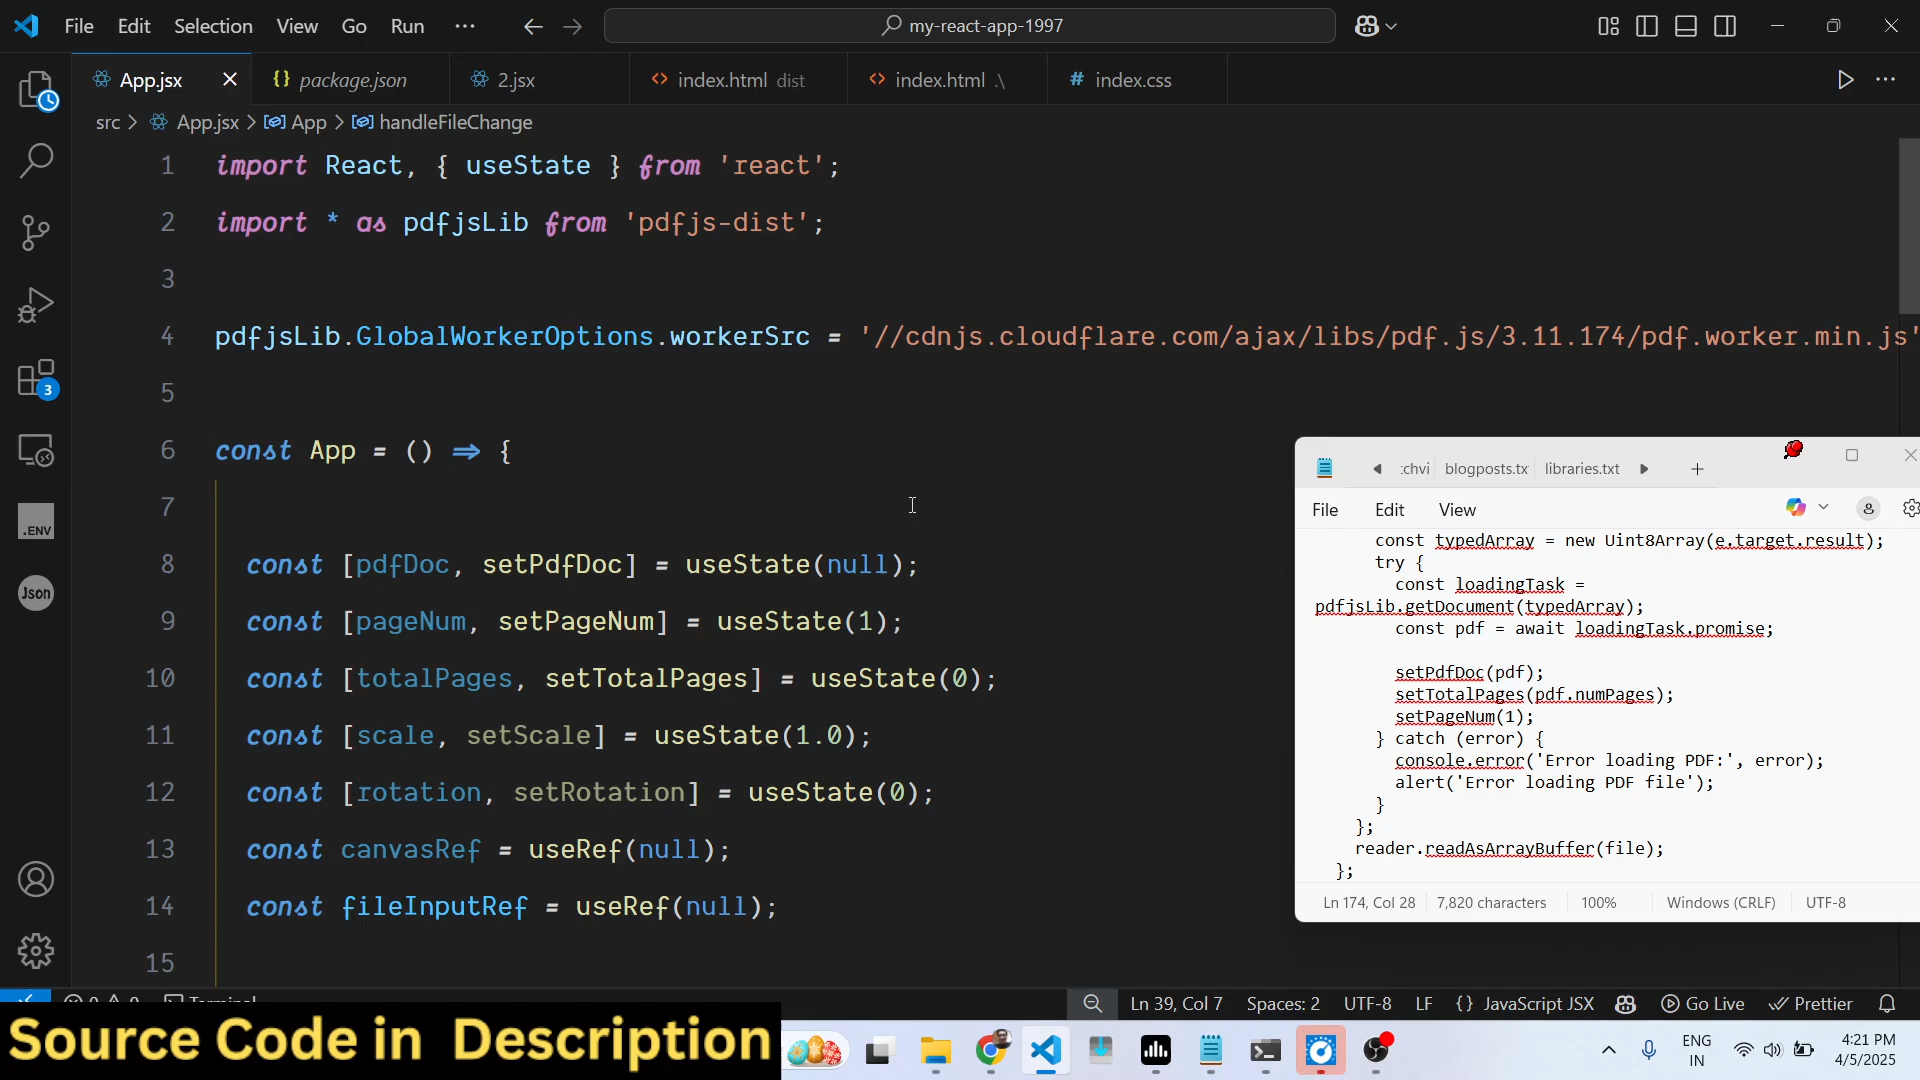 File Edit Selection View Go Run ··· my-react-app-1997
App.jsx {} package.json 2.jsx <> index.html dist <> index.html .\ # index.css
src > App.jsx > App > handleFileChange
1 import React, { useState } from 'react';
2 import * as pdfjsLib from 'pdfjs-dist';
3
4 pdfjsLib.GlobalWorkerOptions.workerSrc = '//cdnjs.cloudflare.com/ajax/libs/pdf.js/3.11.174/pdf.worker.min.js'
5
6 const App = () => {
7
8 const [pdfDoc, setPdfDoc] = useState(null);
9 const [pageNum, setPageNum] = useState(1);
10 const [totalPages, setTotalPages] = useState(0);
11 const [scale, setScale] = useState(1.0);
12 const [rotation, setRotation] = useState(0);
13 const canvasRef = useRef(null);
14 const fileInputRef = useRef(null);
15
3
.ENV
Json
:chvi blogposts.tx libraries.txt
File Edit View
const typedArray = new Uint8Array(e.target.result);
try {
const loadingTask =
pdfjsLib.getDocument(typedArray);
const pdf = await loadingTask.promise;
setPdfDoc(pdf);
setTotalPages(pdf.numPages);
setPageNum(1);
} catch (error) {
console.error('Error loading PDF:', error);
alert('Error loading PDF file');
}
};
reader.readAsArrayBuffer(file);
};
Ln 174, Col 28 7,820 characters 100% Windows (CRLF) UTF-8
Ln 39, Col 7 Spaces: 2 UTF-8 LF {} JavaScript JSX Go Live Prettier
Source Code in Description
ENG
IN
4:21 PM
4/5/2025